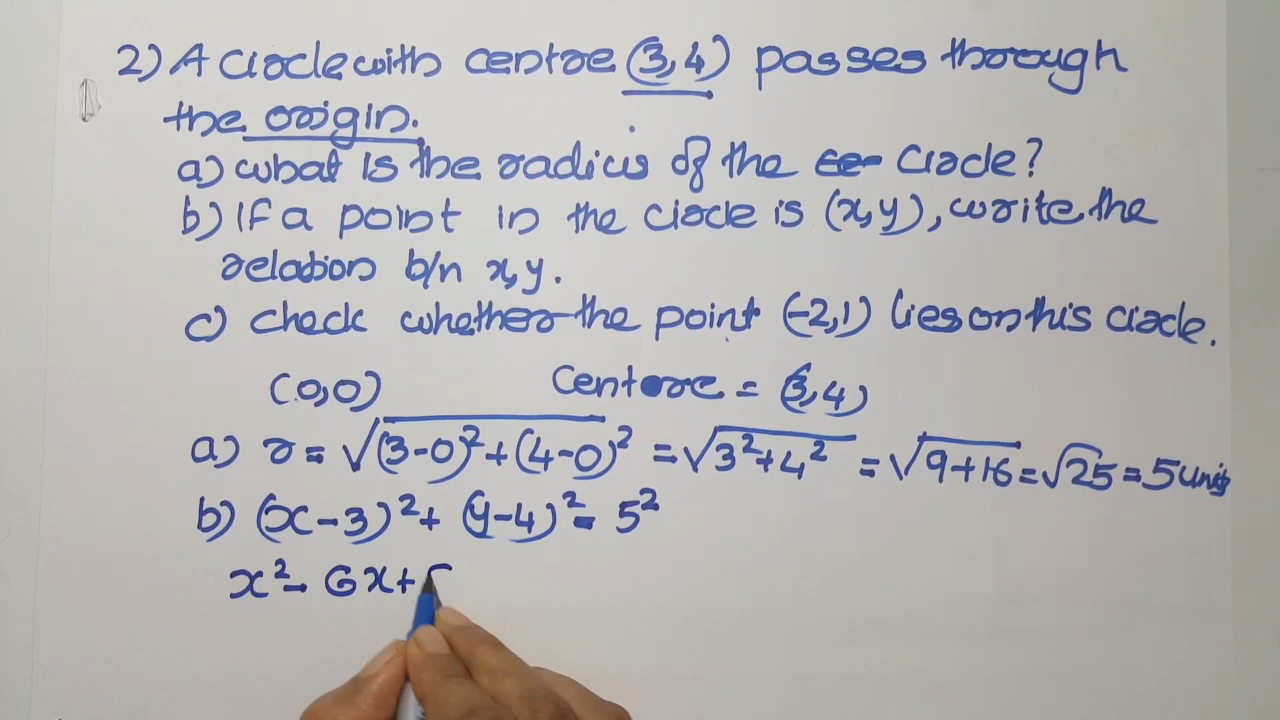 2) A circle with centre (3,4) passes through
the origin.
a) what is the radius of the ce circle?
b) If a point in the circle is (x,y), write the
relation b/n x,y.
c) check whether the point (-2,1) lies on this circle.
(0,0) Centre = (3,4)
a) r = √(3-0)²+(4-0)² = √3²+4² = √9+16 = √25 = 5 units
b) (x-3)²+ (y-4)² = 5²
x² - 6x+